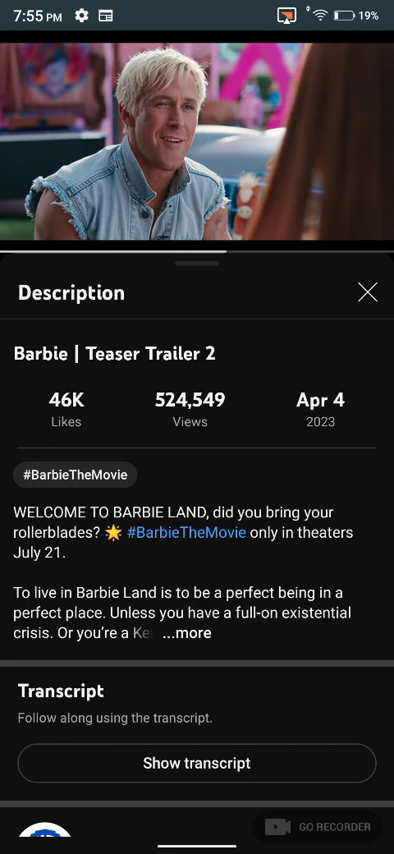 7:55 PM
19%
Description
Barbie | Teaser Trailer 2
46K
524,549
Apr 4
Likes
Views
2023
#BarbieTheMovie
WELCOME TO BARBIE LAND, did you bring your
rollerblades? 🌟 #BarbieTheMovie only in theaters
July 21.
To live in Barbie Land is to be a perfect being in a
perfect place. Unless you have a full-on existential
crisis. Or you’re a Ke ...more
Transcript
Follow along using the transcript.
Show transcript
GO RECORDER